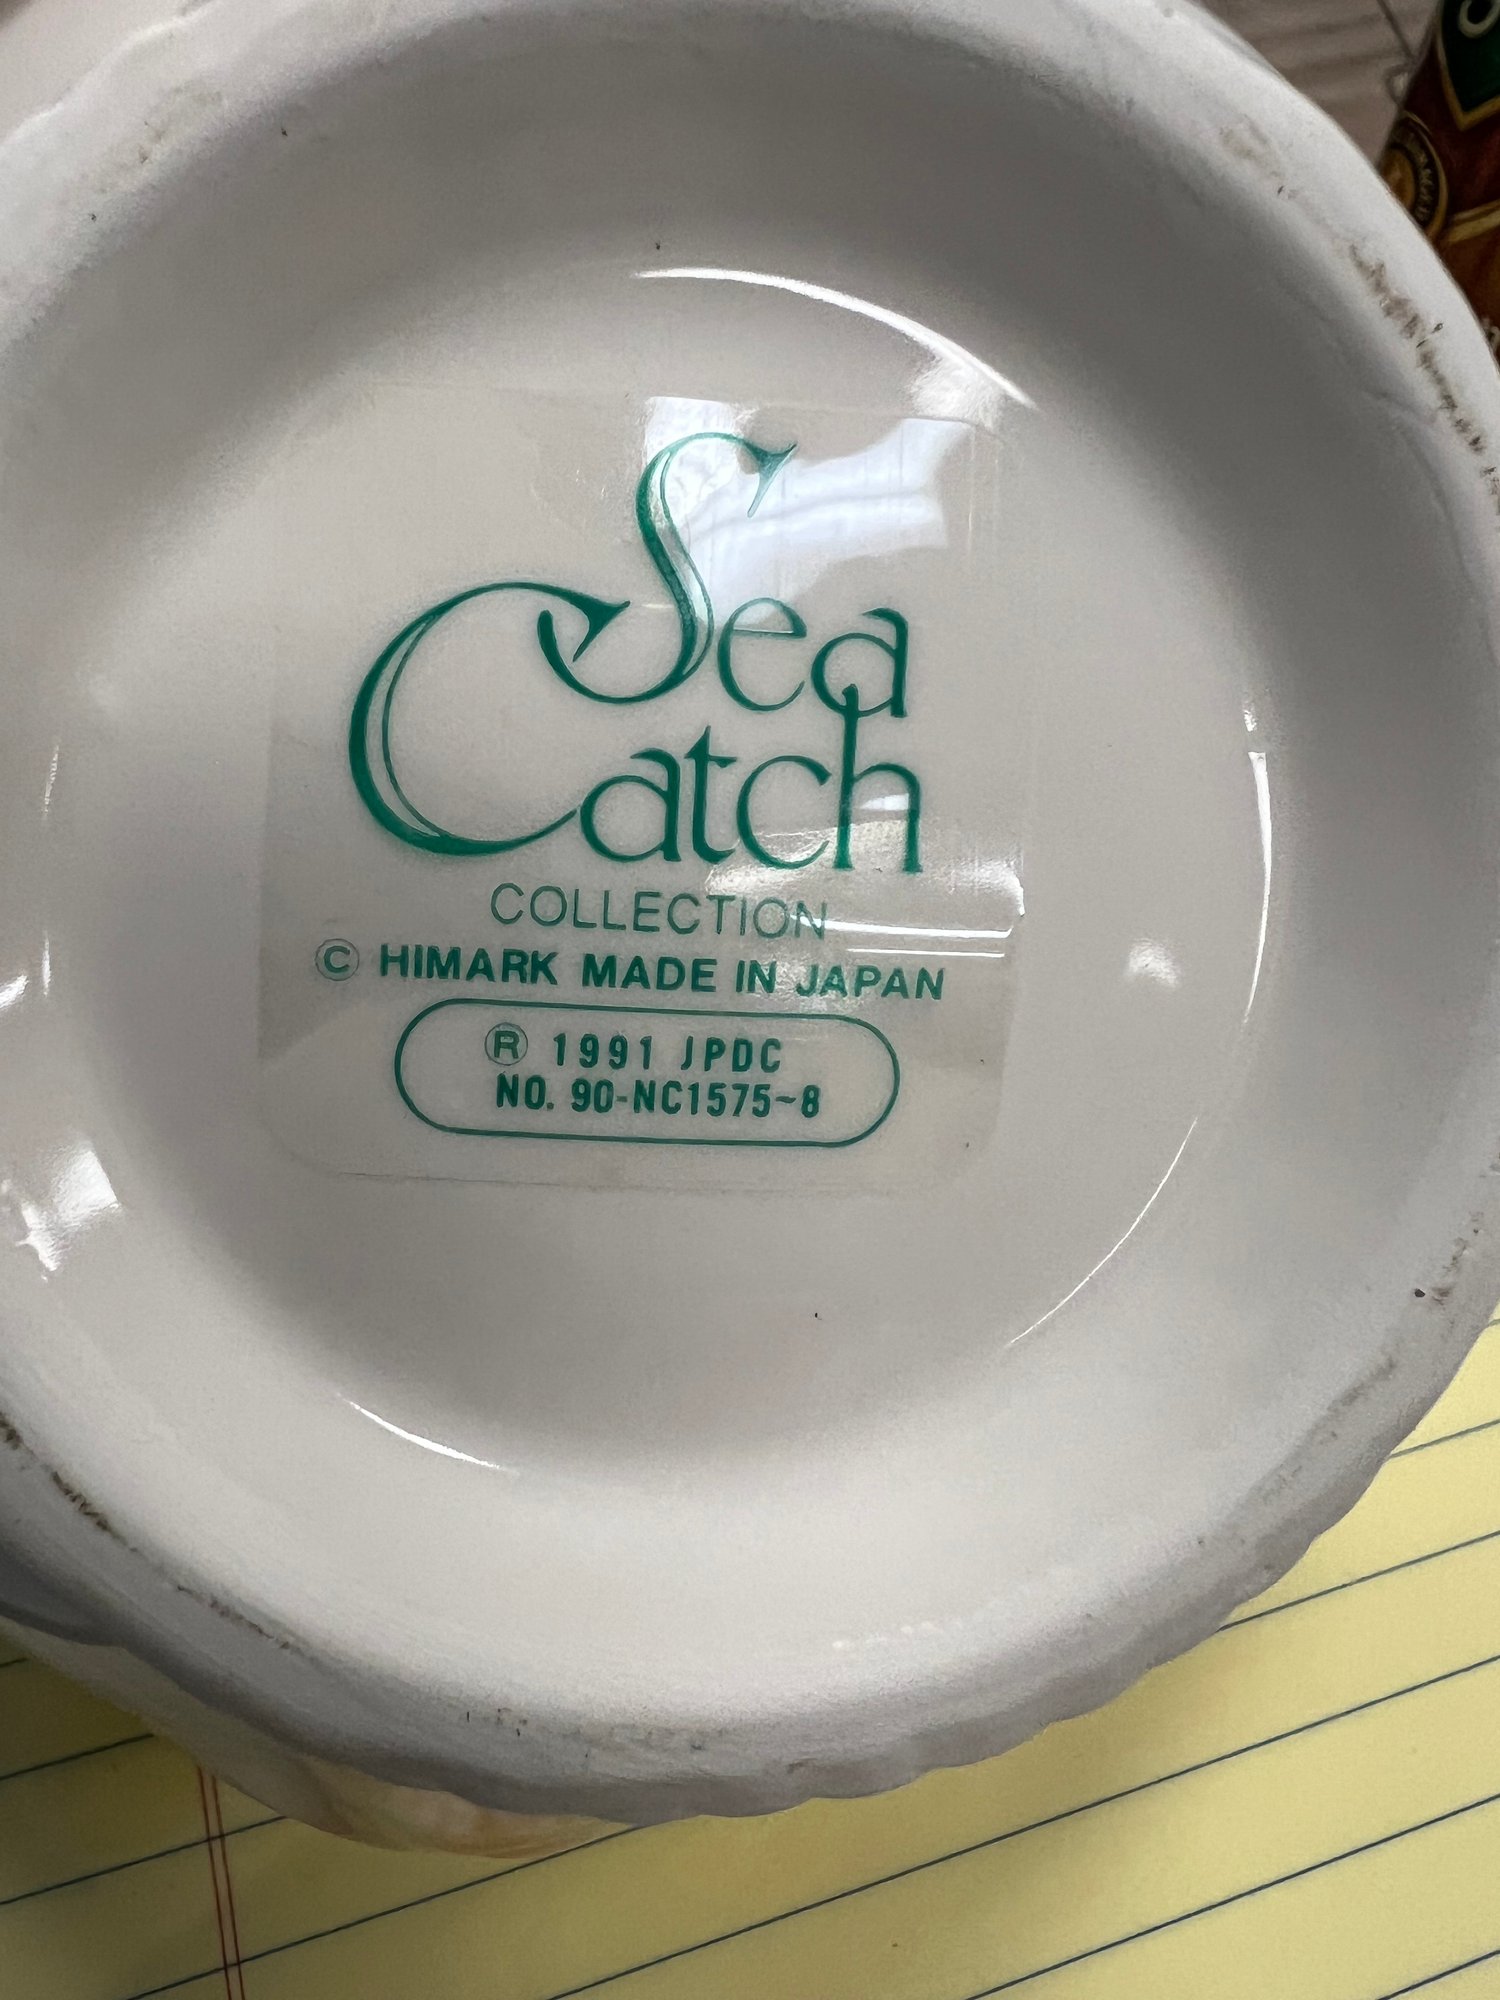 Sea
Catch
COLLECTION
© HIMARK MADE IN JAPAN
® 1991 JPDC
NO. 90-NC1575~8